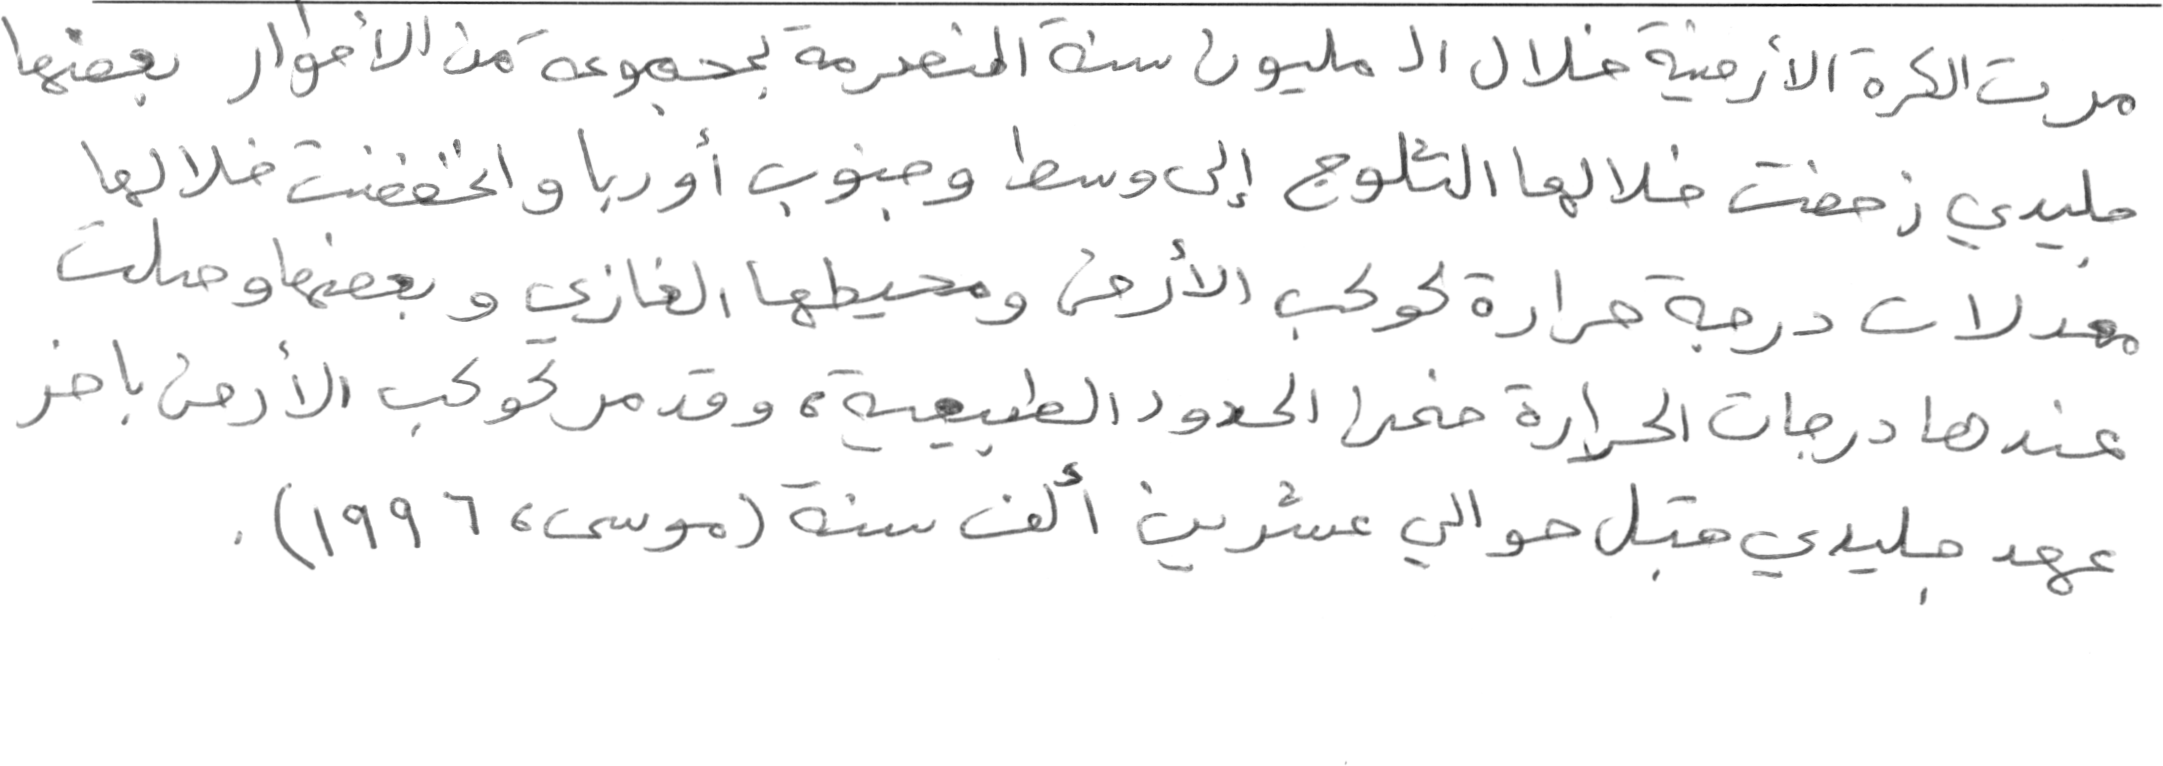 مرت الكرة الأرضية خلال الـ مليون سنة المنصرمة بمجموعة من الأطوار بعضها
جليدي زحفت خلالها الثلوج إلى وسط وجنوب أوربا وانخفضت خلالها
معدلات درجة حرارة كوكب الأرض ومحيطها الغازي وبعضها وصلت
عندها درجات الحرارة ضمن الحدود الطبيعية، وقد مر كوكب الأرض بآخر
عهد جليدي قبل حوالي عشرين ألف سنة (موسى، ١٩٩٦).